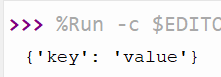 >>> %Run -c $EDITO
{'key': 'value'}